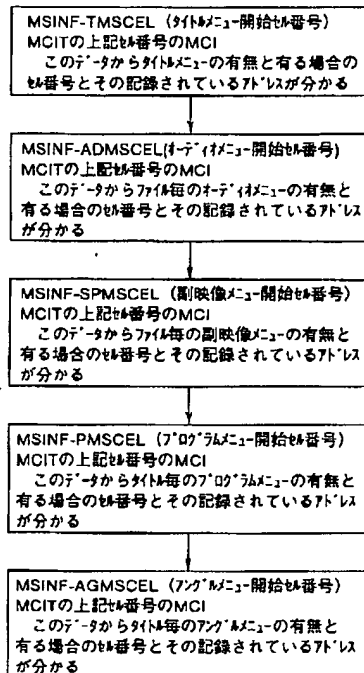 MSINF-TMSCEL (ﾀｲﾄﾙﾒﾆｭｰ開始ｾﾙ番号)
MCITの上記ｾﾙ番号のMCI
このﾃﾞｰﾀからﾀｲﾄﾙﾒﾆｭｰの有無と有る場合の
ｾﾙ番号とその記録されているｱﾄﾞﾚｽが分かる
MSINF-ADMSCEL(ｵｰﾃﾞｨｵﾒﾆｭｰ開始ｾﾙ番号)
MCITの上記ｾﾙ番号のMCI
このデータからファイル毎のｵｰﾃﾞｨｵﾒﾆｭｰの有無と
有る場合のｾﾙ番号とその記録されているｱﾄﾞﾚｽ
が分かる
MSINF-SPMSCEL (副映像ﾒﾆｭｰ開始ｾﾙ番号)
MCITの上記ｾﾙ番号のMCI
このﾃﾞｰﾀからﾌｧｲﾙ毎の副映像ﾒﾆｭｰの有無と
有る場合のｾﾙ番号とその記録されているｱﾄﾞﾚｽ
が分かる
MSINF-PMSCEL (ﾌﾟﾛｸﾞﾗﾑﾒﾆｭｰ開始ｾﾙ番号)
MCITの上記ｾﾙ番号のMCI
このﾃﾞｰﾀからﾀｲﾄﾙ毎のﾌﾟﾛｸﾞﾗﾑﾒﾆｭｰの有無と
有る場合のｾﾙ番号とその記録されているｱﾄﾞﾚｽ
が分かる
MSINF-AGMSCEL (ｱﾝｸﾞﾙﾒﾆｭｰ開始ｾﾙ番号)
MCITの上記ｾﾙ番号のMCI
このﾃﾞｰﾀからﾀｲﾄﾙ毎のｱﾝｸﾞﾙﾒﾆｭｰの有無と
有る場合のｾﾙ番号とその記録されているｱﾄﾞﾚｽ
が分かる